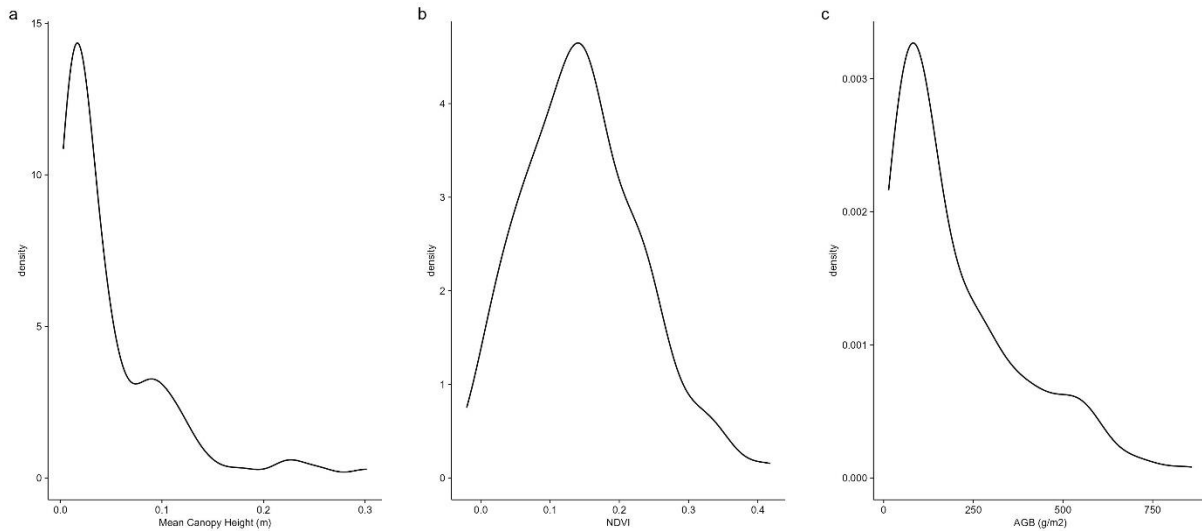 a
15
10
5
0
density
0.0 0.1 0.2 0.3
Mean Canopy Height (m)
b
4
3
2
1
0
density
0.0 0.1 0.2 0.3 0.4
NDVI
c
0.003
0.002
0.001
0.000
density
0 250 500 750
AGB (g/m2)